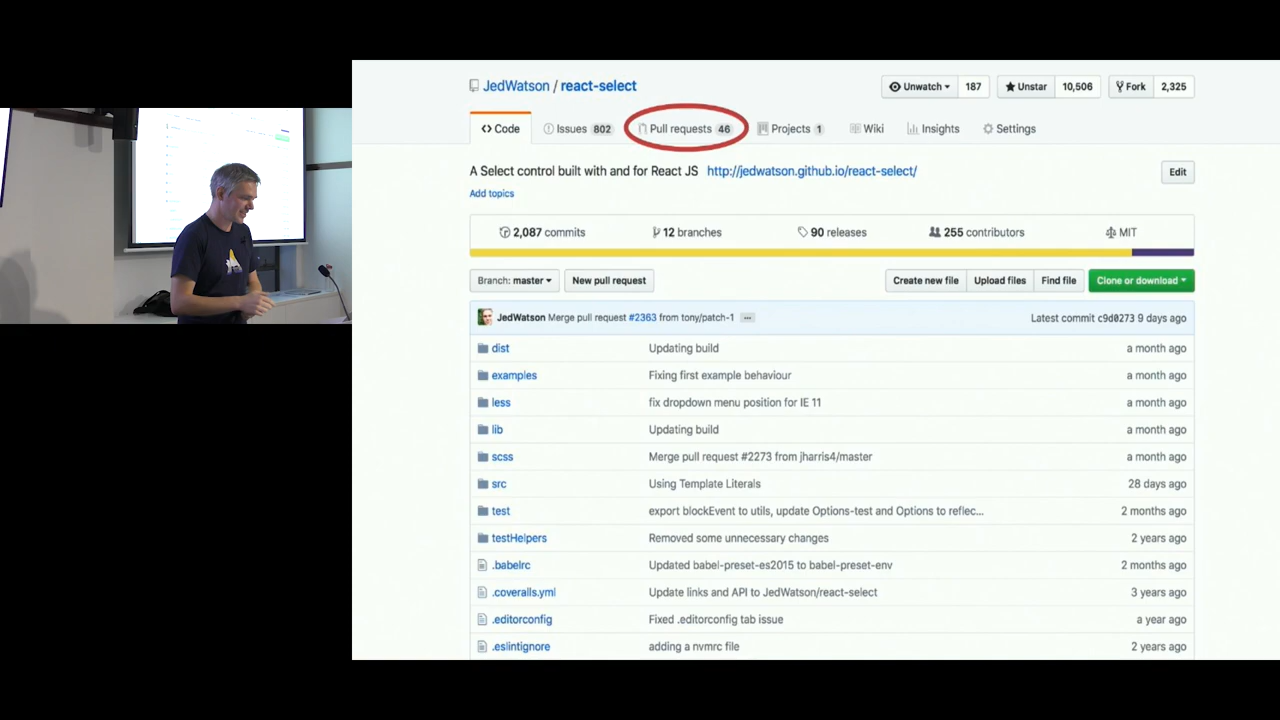 JedWatson / react-select
Unwatch 187
Unstar 10,506
Fork 2,325
Code
Issues 802
Pull requests 46
Projects 1
Wiki
Insights
Settings
A Select control built with and for React JS http://jedwatson.github.io/react-select/
Edit
Add topics
2,087 commits
12 branches
90 releases
255 contributors
MIT
Branch: master
New pull request
Create new file
Upload files
Find file
Clone or download
JedWatson Merge pull request #2363 from tony/patch-1 ...
Latest commit c9d0273 9 days ago
dist Updating build a month ago
examples Fixing first example behaviour a month ago
less fix dropdown menu position for IE 11 a month ago
lib Updating build a month ago
scss Merge pull request #2273 from jharris4/master a month ago
src Using Template Literals 28 days ago
test export blockEvent to utils, update Options-test and Options to reflec... 2 months ago
testHelpers Removed some unnecessary changes 2 years ago
.babelrc Updated babel-preset-es2015 to babel-preset-env 2 months ago
.coveralls.yml Update links and API to JedWatson/react-select 3 years ago
.editorconfig Fixed .editorconfig tab issue a year ago
.eslintignore adding a nvmrc file 2 years ago